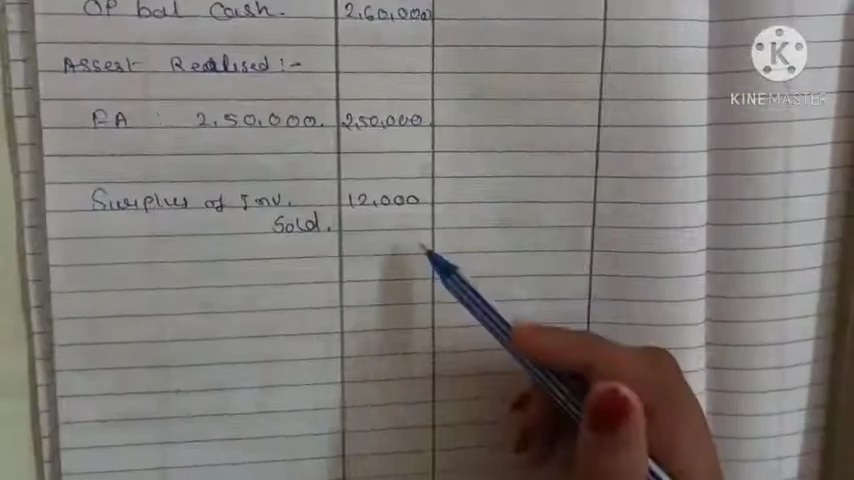 OP bal Cash. 2,60,000
Assest Realised :-
FA : 2,50,000. 2,50,000
Surplus of Inv. 12,000
Sold.
K
KINEMASTER